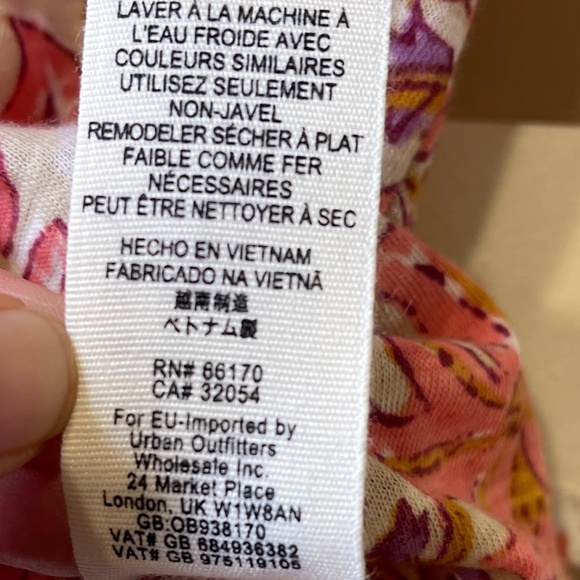 LAVER À LA MACHINE À
L'EAU FROIDE AVEC
COULEURS SIMILAIRES
UTILISEZ SEULEMENT
NON-JAVEL
REMODELER SÉCHER À PLAT
FAIBLE COMME FER
NÉCESSAIRES
PEUT ÊTRE NETTOYER À SEC
HECHO EN VIETNAM
FABRICADO NA VIETNÃ
越南制造
ベトナム製
RN# 66170
CA# 32054
For EU-Imported by
Urban Outfitters
Wholesale Inc.
24 Market Place
London, UK W1W8AN
GB:OB938170
VAT# GB 684936382
VAT# GB 975119105